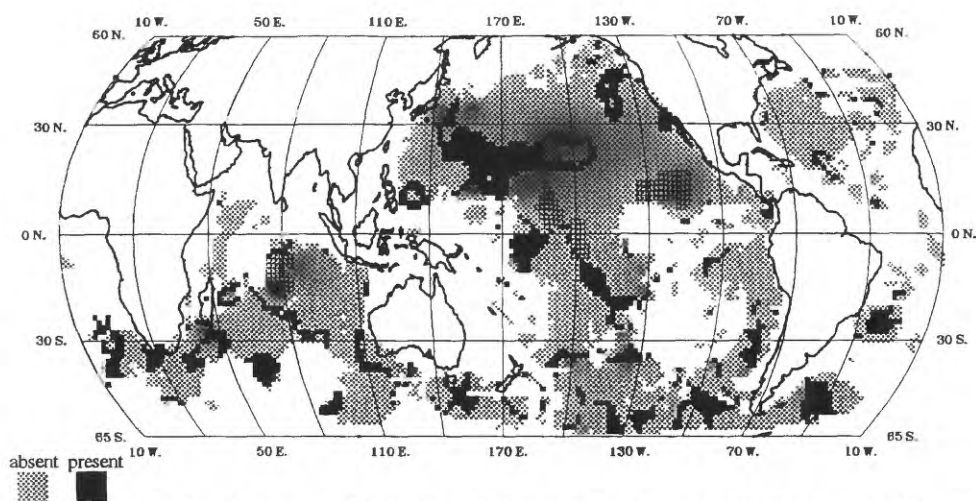 10 W. 50 E. 110 E. 170 E. 130 W. 70 W. 10 W.
60 N. 60 N.
30 N. 30 N.
0 N. 0 N.
30 S. 30 S.
65 S. 65 S.
10 W. 50 E. 110 E. 170 E. 130 W. 70 W. 10 W.
absent present